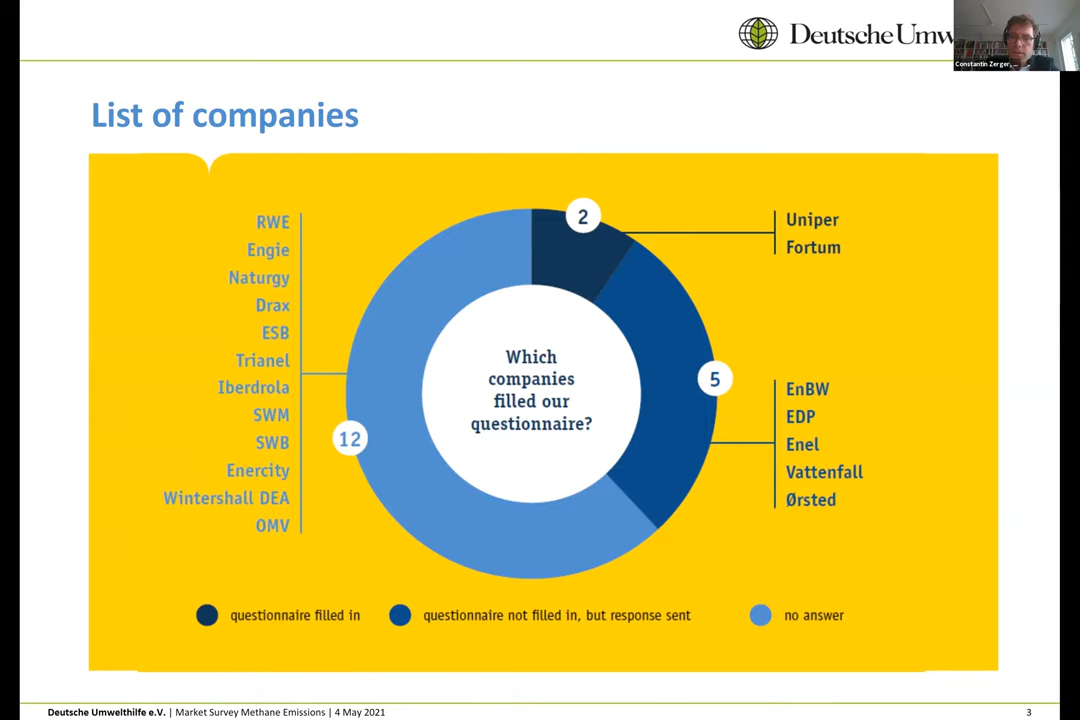 Deutsche Umw
Constantin Zerger
List of companies
RWE
Engie
Naturgy
Drax
ESB
Trianel
Iberdrola
SWM
SWB
Enercity
Wintershall DEA
OMV
12
2
Uniper
Fortum
Which
companies
filled our
questionnaire?
5
EnBW
EDP
Enel
Vattenfall
Ørsted
questionnaire filled in
questionnaire not filled in, but response sent
no answer
Deutsche Umwelthilfe e.V. | Market Survey Methane Emissions | 4 May 2021
3